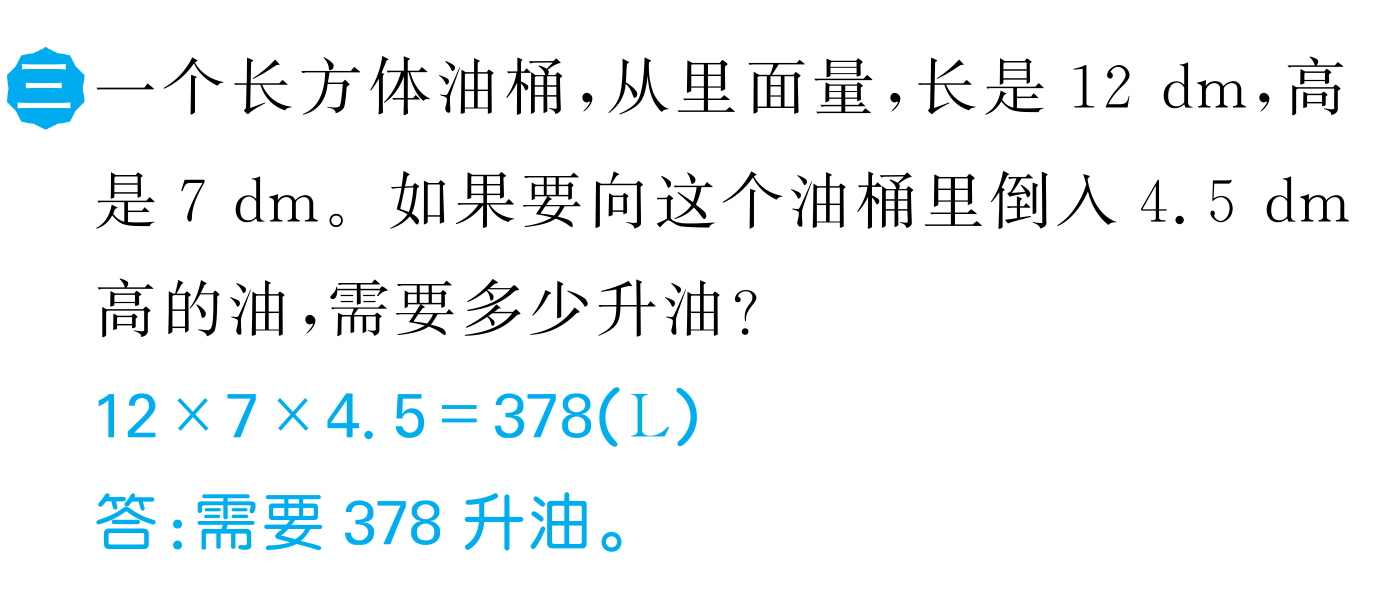 三 一个长方体油桶,从里面量,长是 12 dm,高
是 7 dm。如果要向这个油桶里倒入 4.5 dm
高的油,需要多少升油?
12×7×4.5=378(L)
答:需要 378 升油。